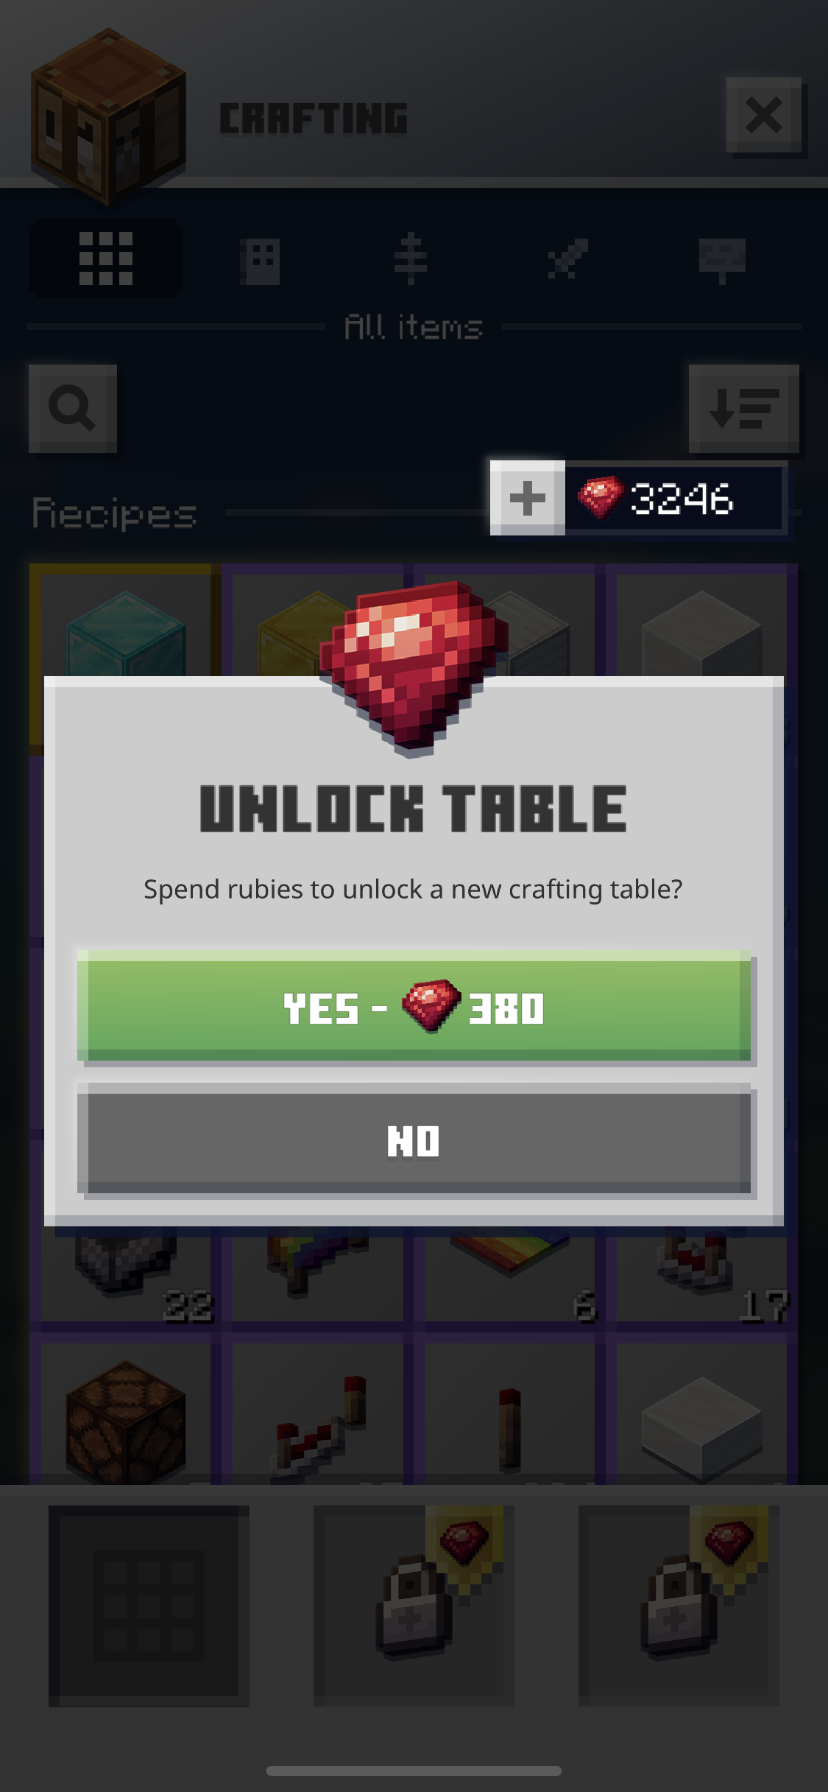 CRAFTING
All items
Recipes
3246
UNLOCK TABLE
Spend rubies to unlock a new crafting table?
YES - 380
NO
22
6
17